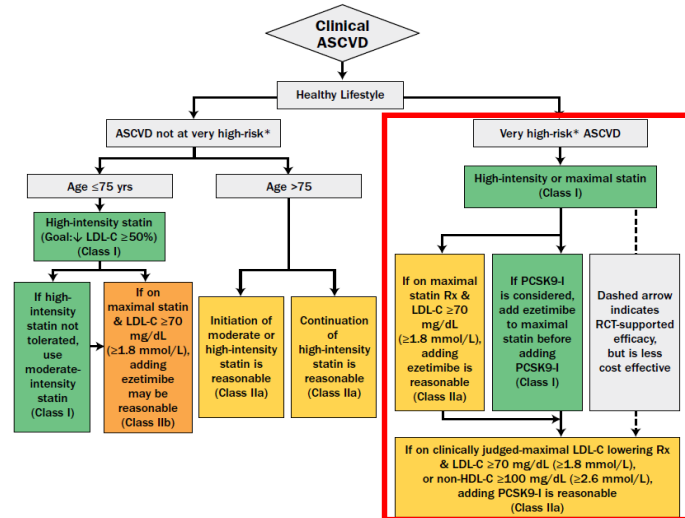 Clinical
ASCVD
Healthy Lifestyle
ASCVD not at very high-risk*
Very high-risk* ASCVD
Age ≤75 yrs
Age >75
High-intensity or maximal statin
(Class I)
High-intensity statin
(Goal:↓ LDL-C ≥50%)
(Class I)
If high-
intensity
statin not
tolerated,
use
moderate-
intensity
statin
(Class I)
If on
maximal
statin
& LDL-C ≥70
mg/dL
(≥1.8 mmol/L),
adding
ezetimibe
may be
reasonable
(Class IIb)
Initiation of
moderate or
high-intensity
statin is
reasonable
(Class IIa)
Continuation
of
high-intensity
statin is
reasonable
(Class IIa)
If on maximal
statin Rx &
LDL-C ≥70
mg/dL
(≥1.8 mmol/L),
adding
ezetimibe is
reasonable
(Class IIa)
If PCSK9-I
is considered,
add ezetimibe
to maximal
statin before
adding
PCSK9-I
(Class I)
Dashed arrow
indicates
RCT-supported
efficacy,
but is less
cost effective
If on clinically judged-maximal LDL-C lowering Rx
& LDL-C ≥70 mg/dL (≥1.8 mmol/L),
or non-HDL-C ≥100 mg/dL (≥2.6 mmol/L),
adding PCSK9-I is reasonable
(Class IIa)